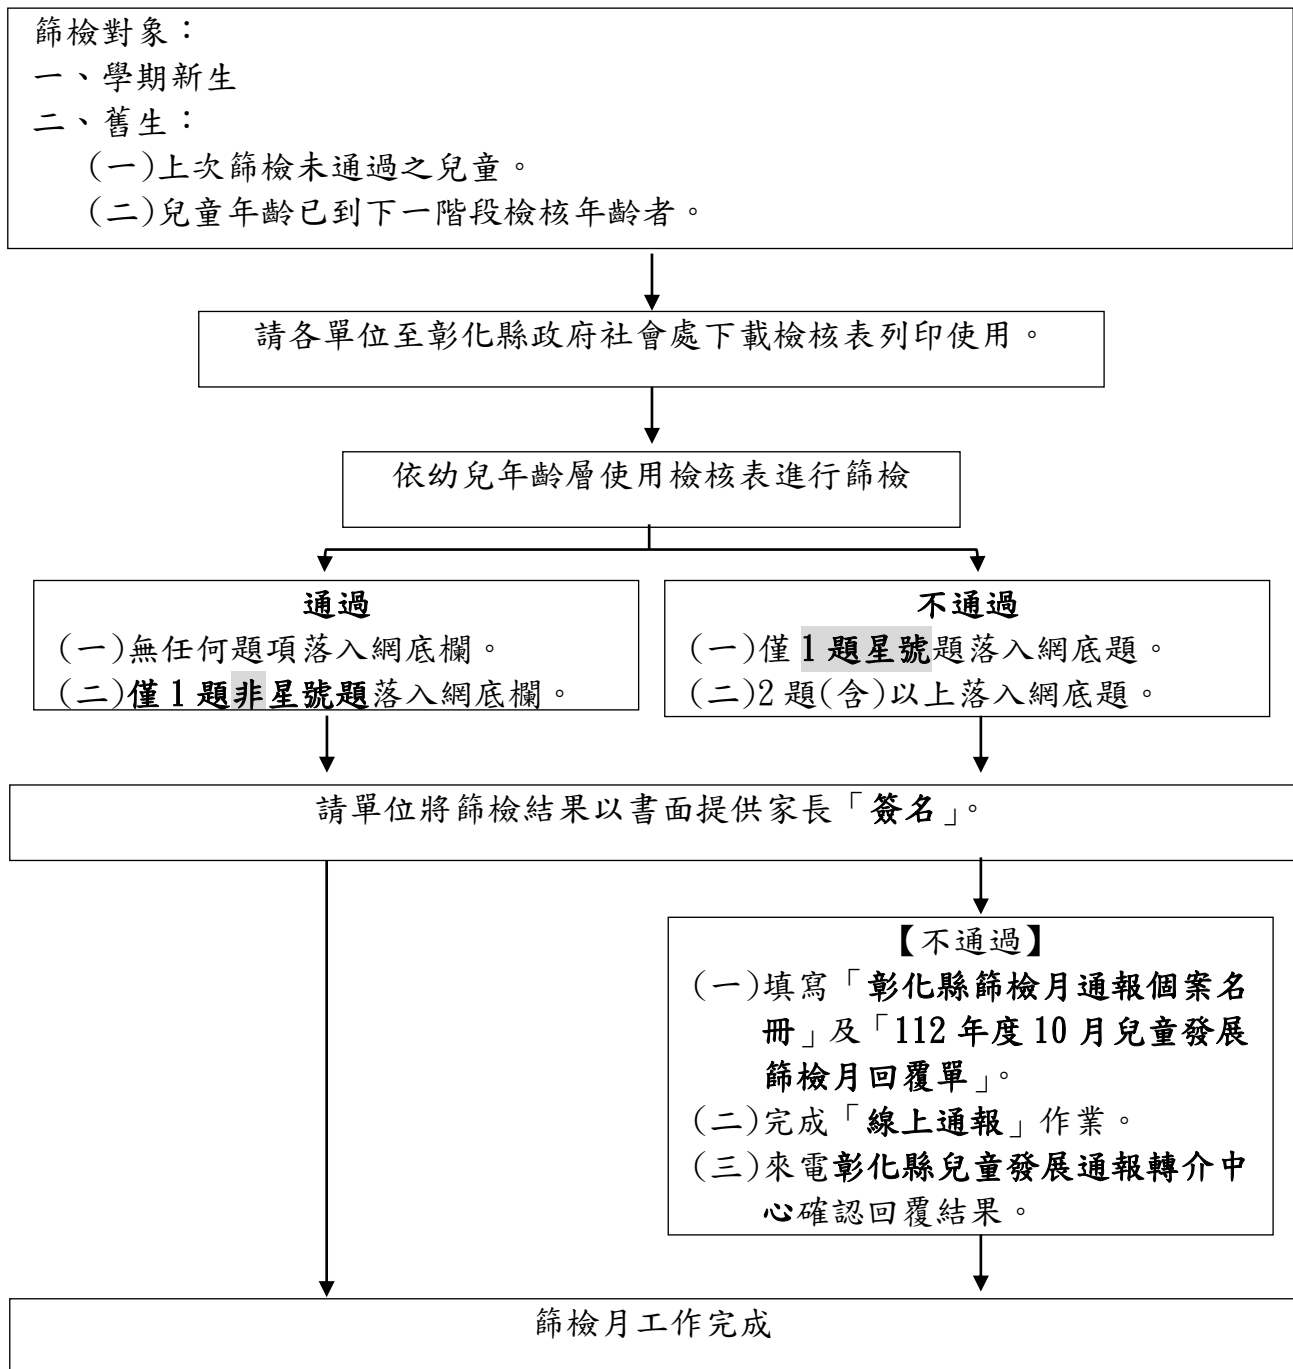 篩檢對象：
一、學期新生
二、舊生：
(一)上次篩檢未通過之兒童。
(二)兒童年齡已到下一階段檢核年齡者。
請各單位至彰化縣政府社會處下載檢核表列印使用。
依幼兒年齡層使用檢核表進行篩檢
通過
(一)無任何題項落入網底欄。
(二)僅1題非星號題落入網底欄。
不通過
(一)僅1題星號題落入網底題。
(二)2題(含)以上落入網底題。
請單位將篩檢結果以書面提供家長「簽名」。
【不通過】
(一)填寫「彰化縣篩檢月通報個案名
冊」及「112年度10月兒童發展
篩檢月回覆單」。
(二)完成「線上通報」作業。
(三)來電彰化縣兒童發展通報轉介中
心確認回覆結果。
篩檢月工作完成